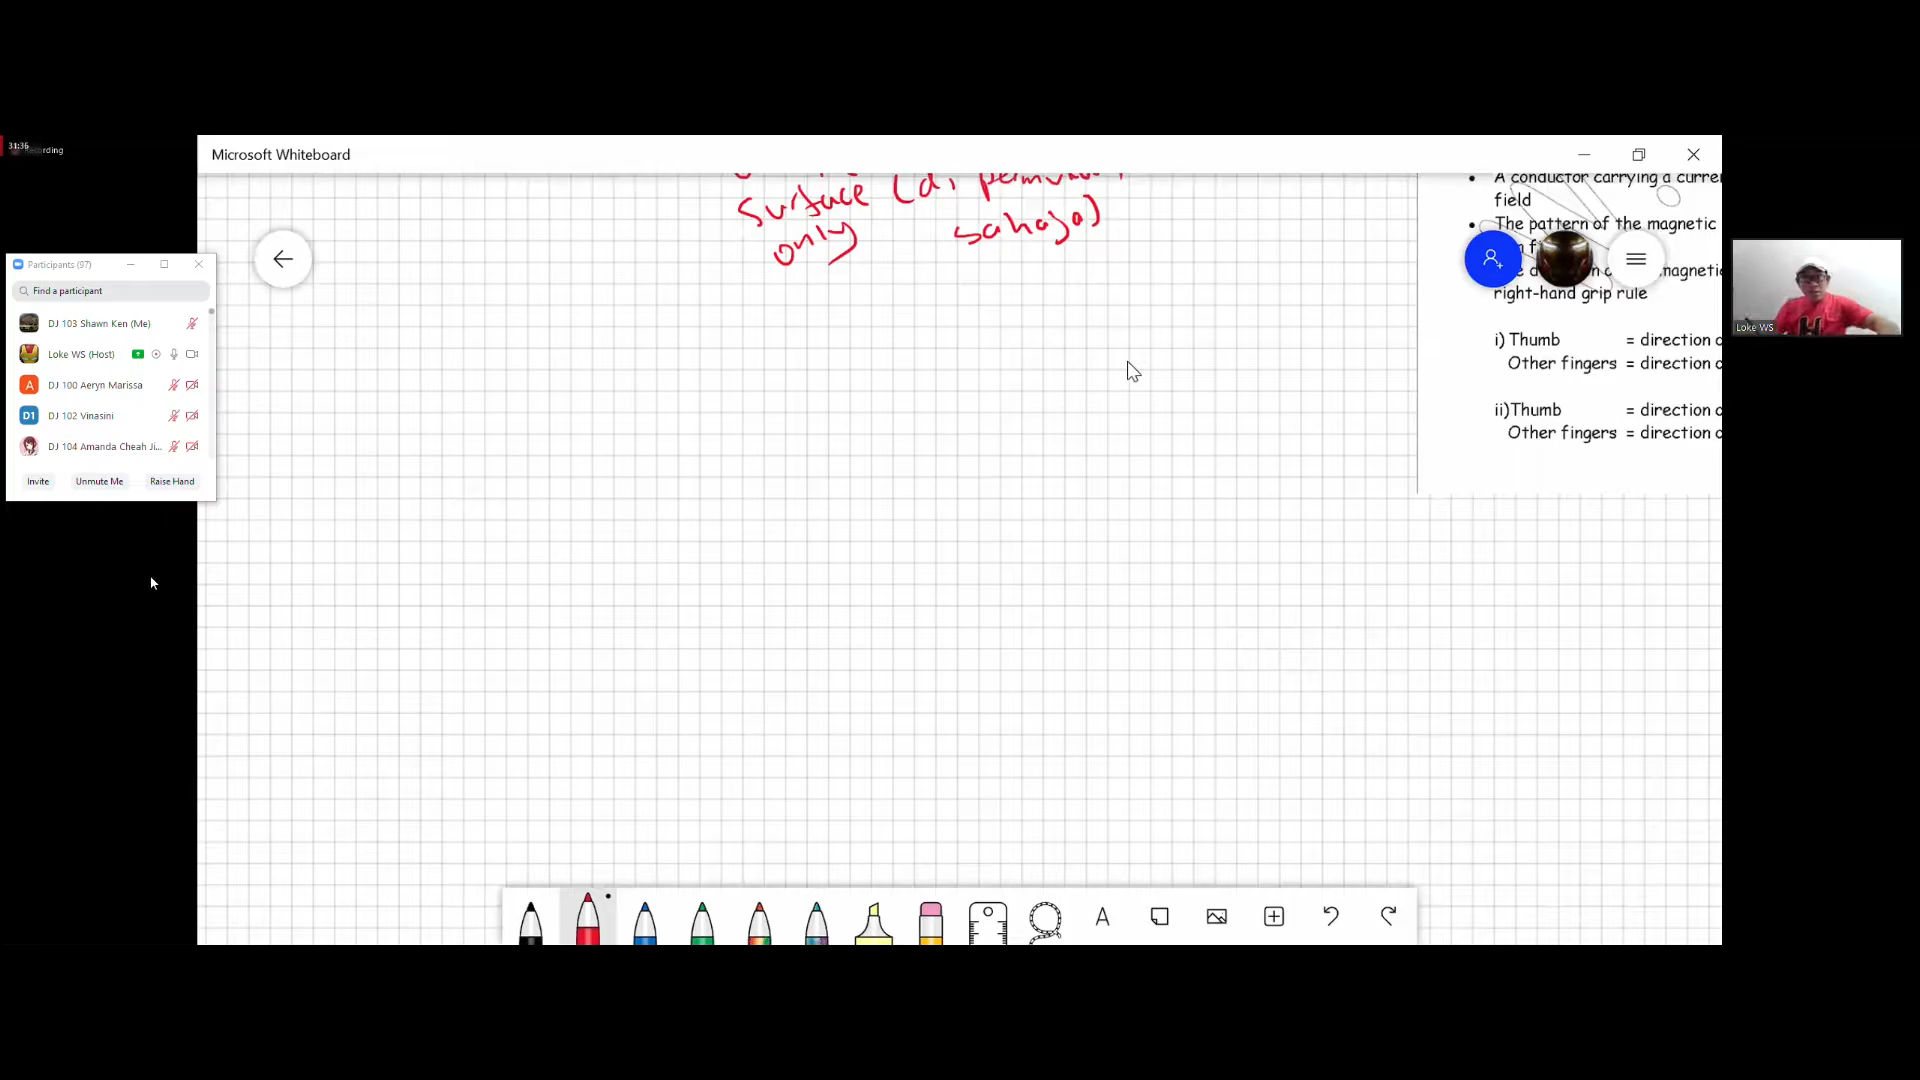 31:36
Microsoft Whiteboard
surface (di
only sahaja)
A conductor carrying a
field
The pattern of the magnetic
right-hand grip rule
i) Thumb = direction
Other fingers = direction
ii)Thumb = direction
Other fingers = direction
Participants (97)
Find a participant
DJ 103 Shawn Ken (Me)
Loke WS (Host)
A DJ 100 Aeryn Marissa
D1 DJ 102 Vinasini
DJ 104 Amanda Cheah Ji...
Invite Unmute Me Raise Hand
Loke WS
A